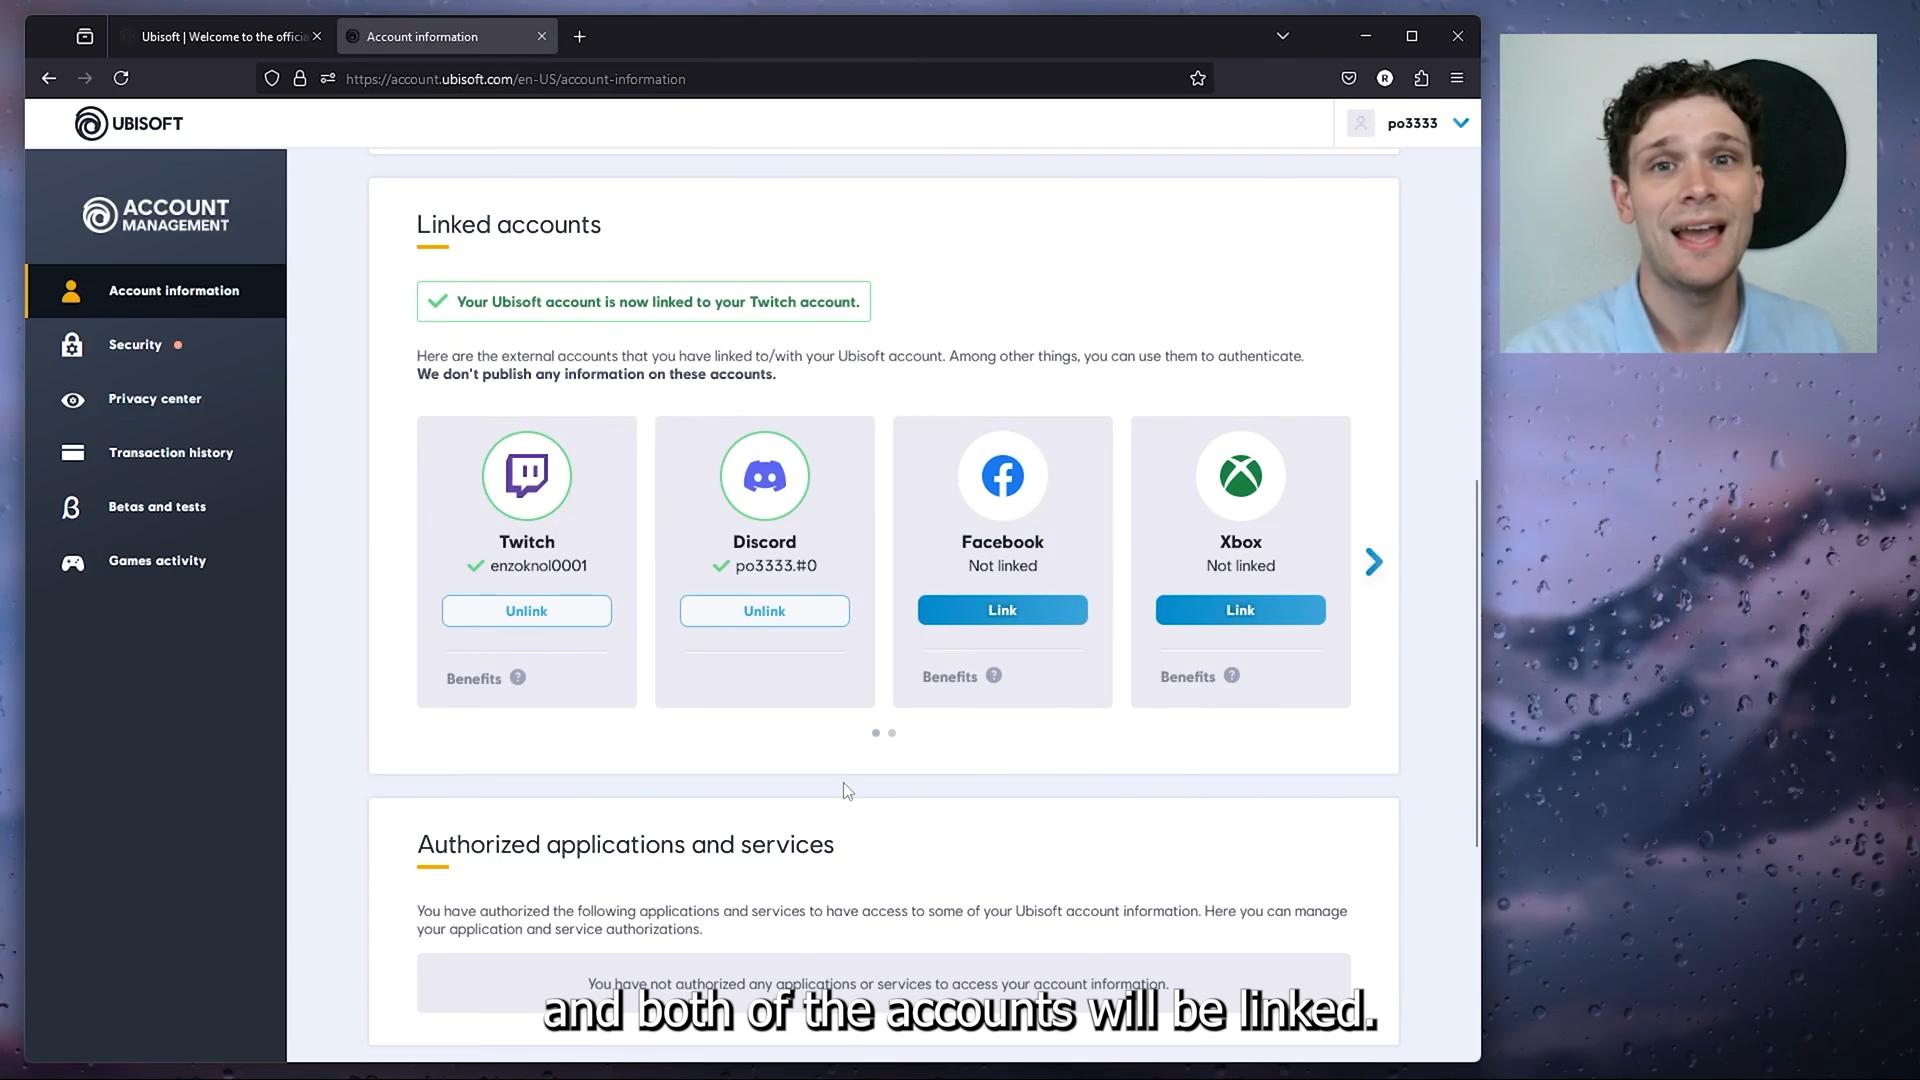 Ubisoft | Welcome to the officia
Account information
https://account.ubisoft.com/en-US/account-information
R
UBISOFT
po3333
ACCOUNT
MANAGEMENT
Account information
Security
Privacy center
Transaction history
Betas and tests
Games activity
Linked accounts
Your Ubisoft account is now linked to your Twitch account.
Here are the external accounts that you have linked to/with your Ubisoft account. Among other things, you can use them to authenticate.
We don't publish any information on these accounts.
Twitch
enzoknol0001
Unlink
Benefits ?
Discord
po3333.#0
Unlink
Facebook
Not linked
Link
Benefits ?
Xbox
Not linked
Link
Benefits ?
Authorized applications and services
You have authorized the following applications and services to have access to some of your Ubisoft account information. Here you can manage
your application and service authorizations.
You have not authorized any applications or services to access your account information.
and both of the accounts will be linked.